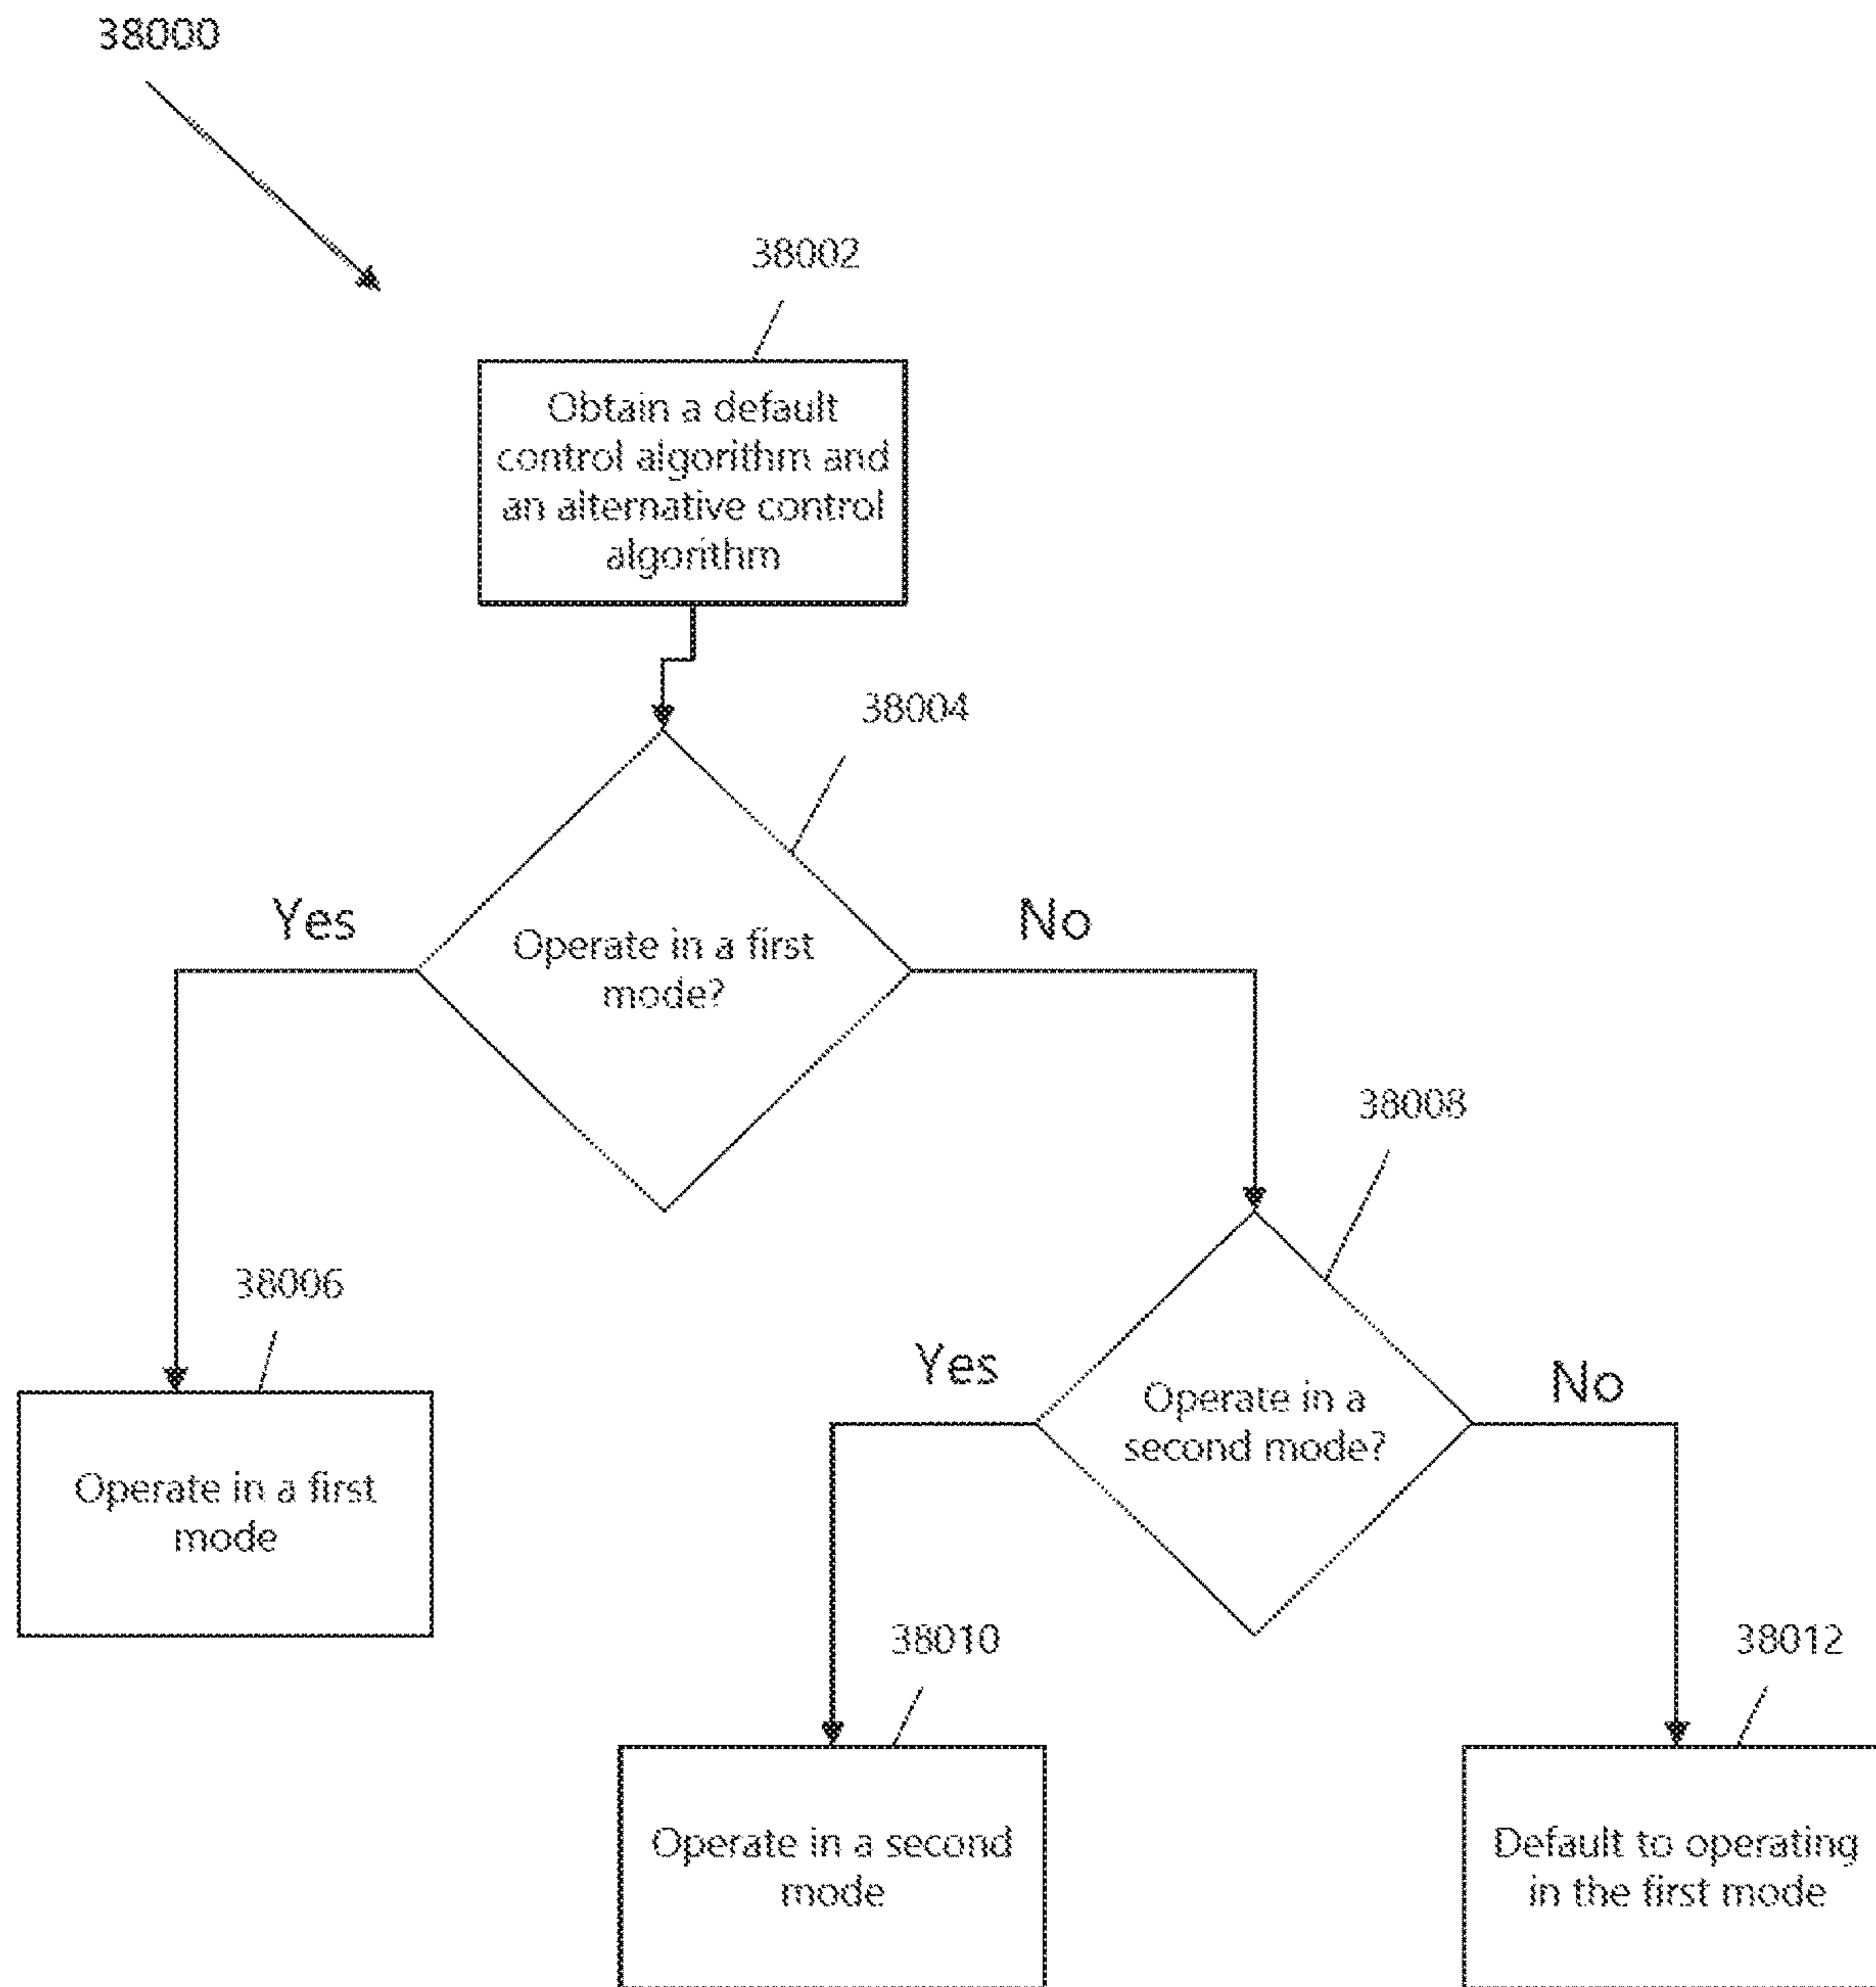 38000
38002
Obtain a default
control algorithm and
an alternative control
algorithm
38004
Yes
No
Operate in a first
mode?
38008
38006
Yes
No
Operate in a
second mode?
Operate in a first
mode
38010
38012
Operate in a second
mode
Default to operating
in the first mode